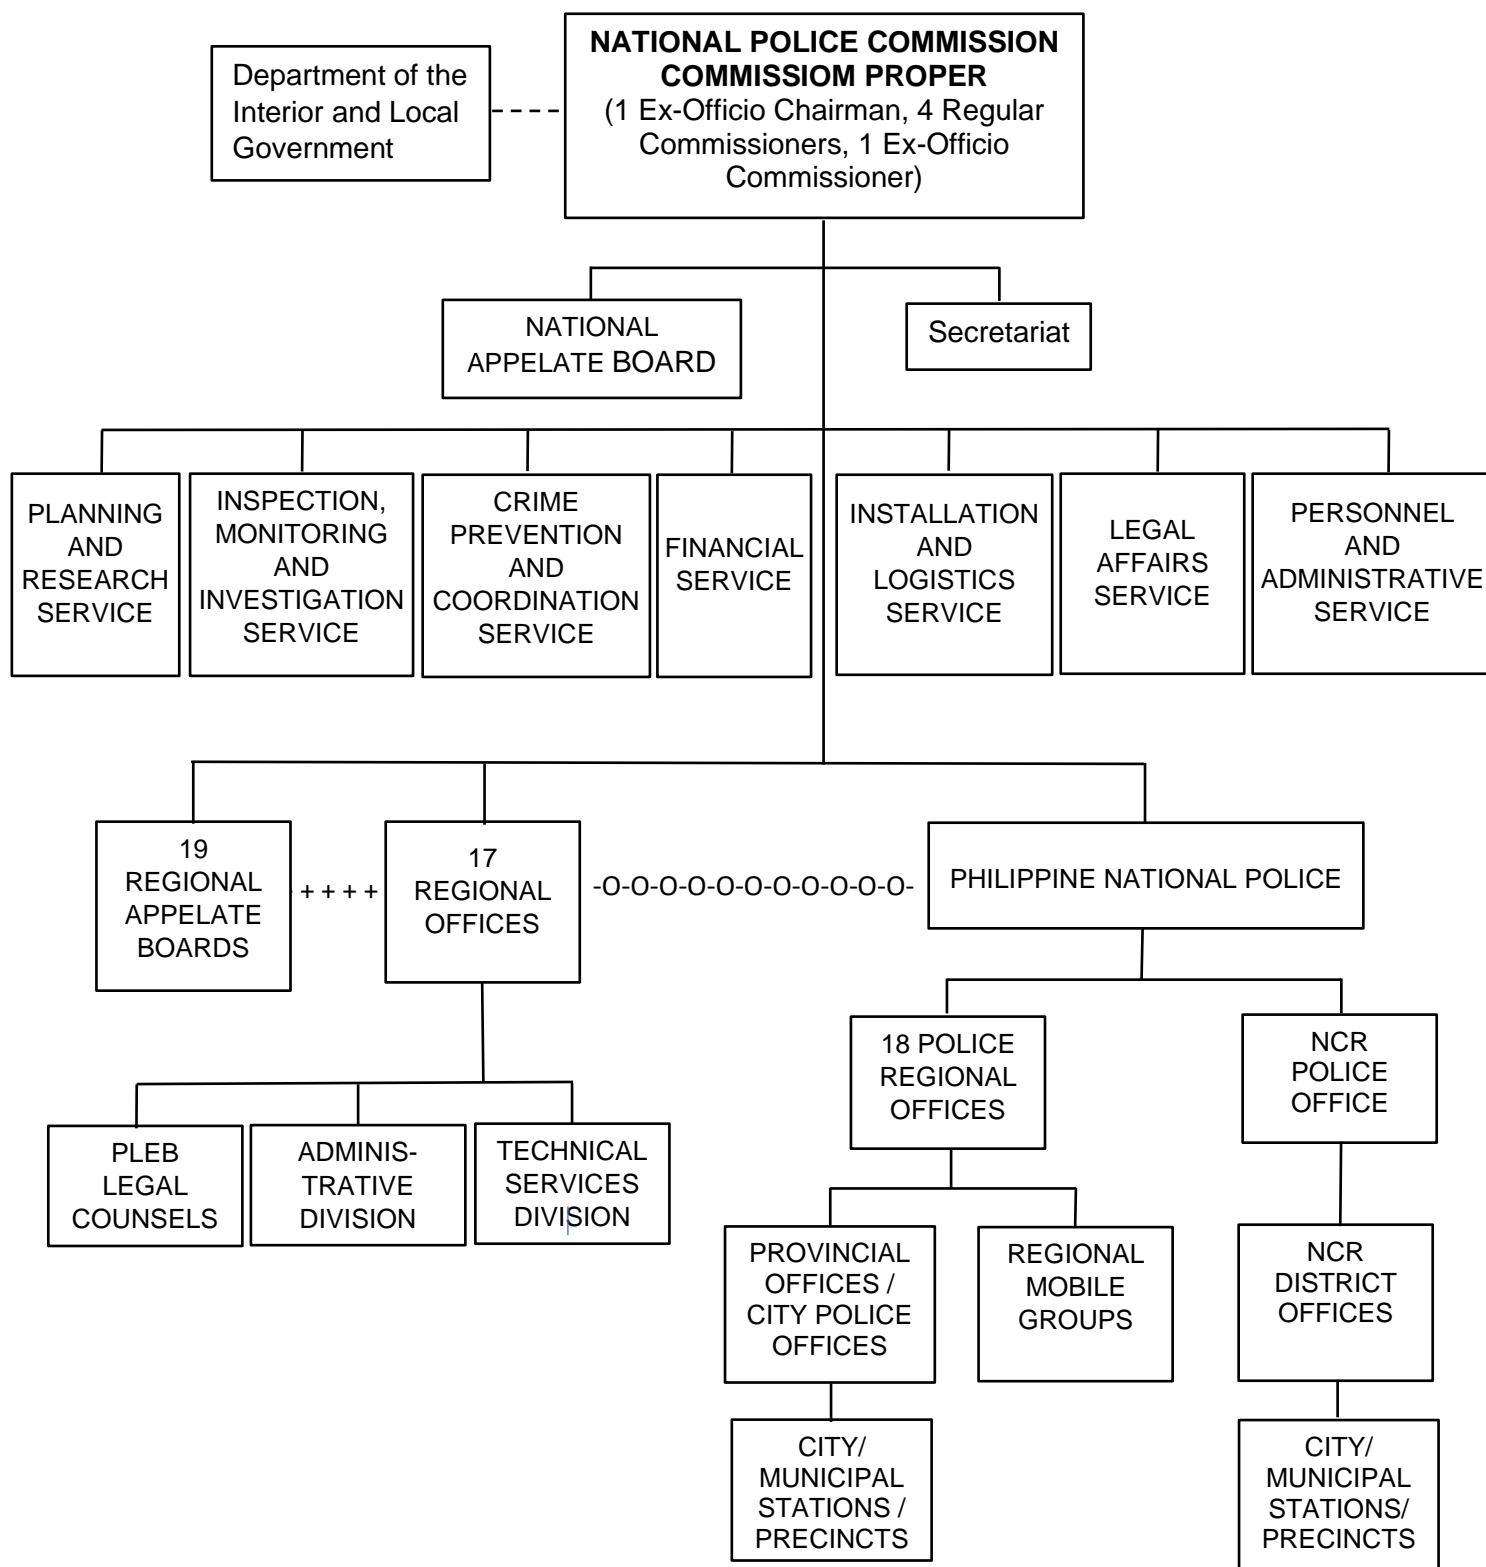 Department of the
Interior and Local
Government
NATIONAL POLICE COMMISSION
COMMISSIOM PROPER
(1 Ex-Officio Chairman, 4 Regular
Commissioners, 1 Ex-Officio
Commissioner)
NATIONAL
APPELATE BOARD
Secretariat
PLANNING
AND
RESEARCH
SERVICE
INSPECTION,
MONITORING
AND
INVESTIGATION
SERVICE
CRIME
PREVENTION
AND
COORDINATION
SERVICE
FINANCIAL
SERVICE
INSTALLATION
AND
LOGISTICS
SERVICE
LEGAL
AFFAIRS
SERVICE
PERSONNEL
AND
ADMINISTRATIVE
SERVICE
19
REGIONAL
APPELATE
BOARDS
+ + + +
17
REGIONAL
OFFICES
-O-O-O-O-O-O-O-O-O-O-O-
PHILIPPINE NATIONAL POLICE
PLEB
LEGAL
COUNSELS
ADMINIS-
TRATIVE
DIVISION
TECHNICAL
SERVICES
DIVISION
18 POLICE
REGIONAL
OFFICES
NCR
POLICE
OFFICE
PROVINCIAL
OFFICES /
CITY POLICE
OFFICES
REGIONAL
MOBILE
GROUPS
NCR
DISTRICT
OFFICES
CITY/
MUNICIPAL
STATIONS /
PRECINCTS
CITY/
MUNICIPAL
STATIONS/
PRECINCTS